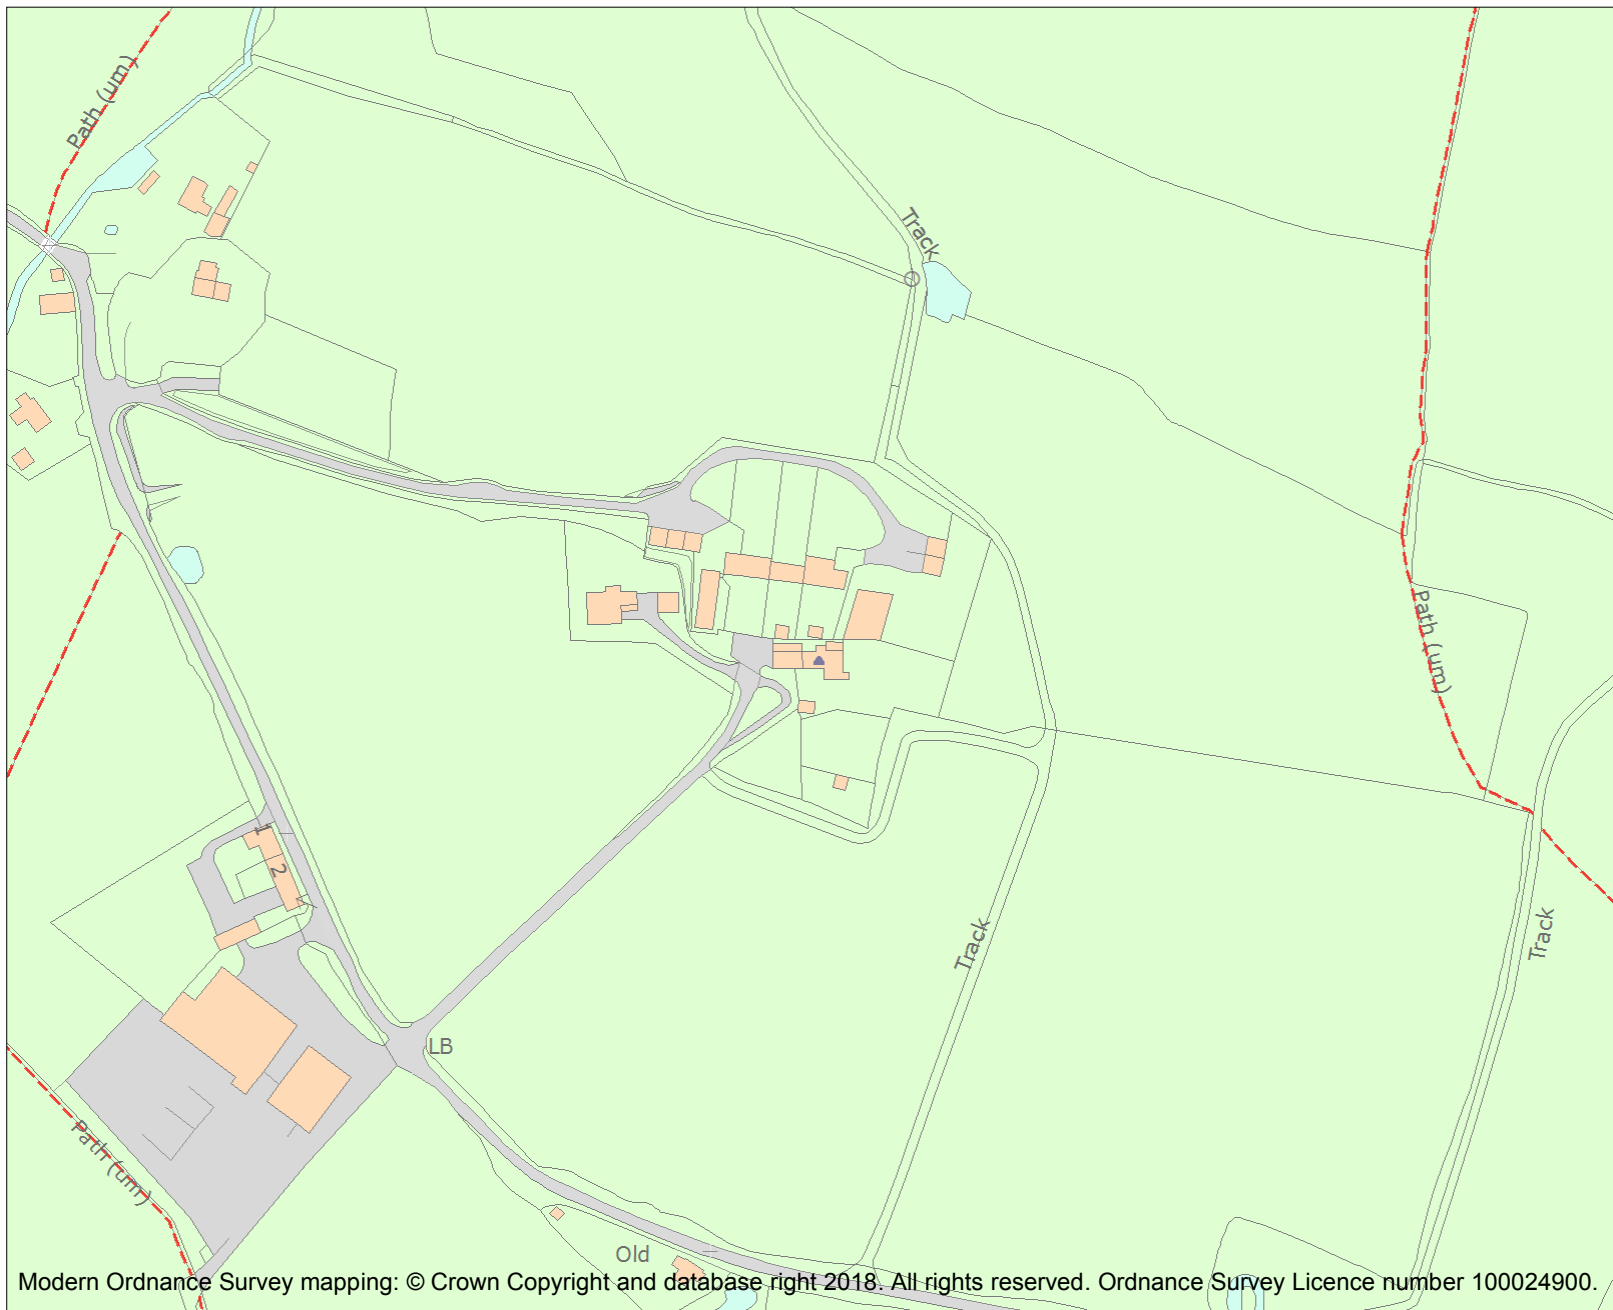 Path (um)
Track
Path (um)
1
2
Track
Track
LB
Path (um)
Old
Modern Ordnance Survey mapping: © Crown Copyright and database right 2018. All rights reserved. Ordnance Survey Licence number 100024900.